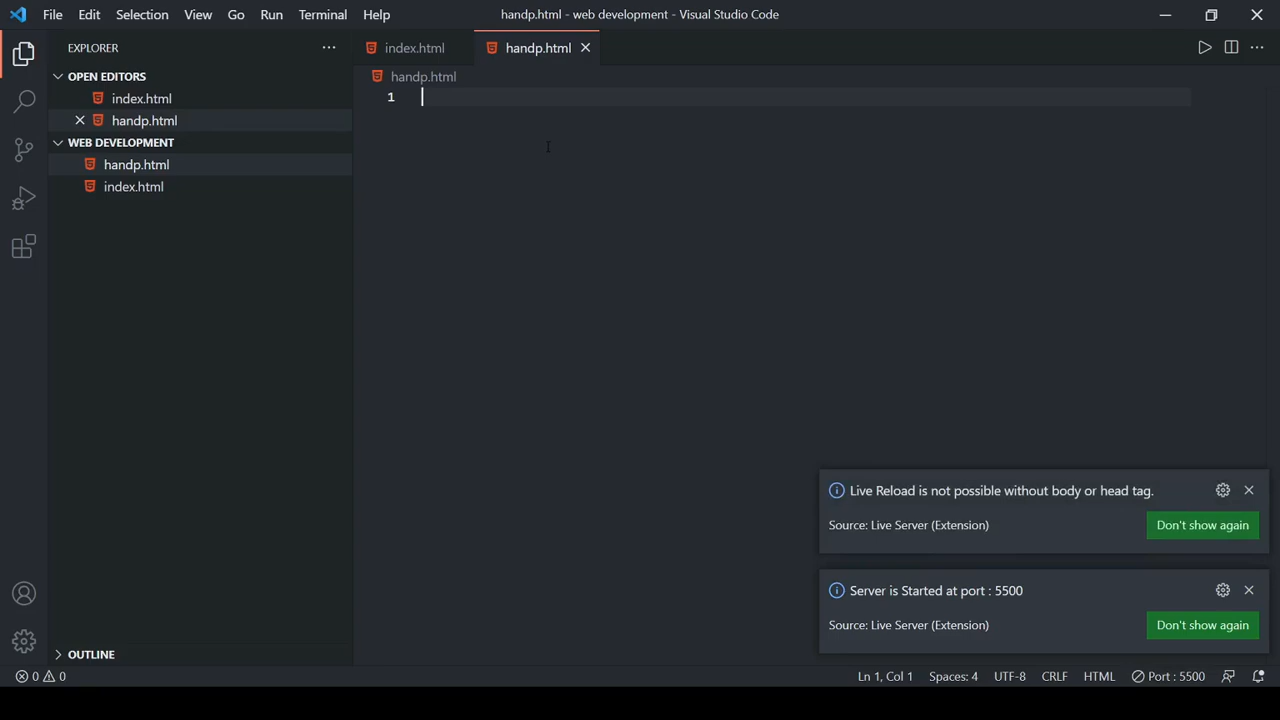 File Edit Selection View Go Run Terminal Help
handp.html - web development - Visual Studio Code
EXPLORER
OPEN EDITORS
index.html
handp.html
WEB DEVELOPMENT
handp.html
index.html
OUTLINE
index.html
handp.html
handp.html
1
Live Reload is not possible without body or head tag.
Source: Live Server (Extension)
Don't show again
Server is Started at port : 5500
Source: Live Server (Extension)
Don't show again
0 0
Ln 1, Col 1 Spaces: 4 UTF-8 CRLF HTML Port : 5500